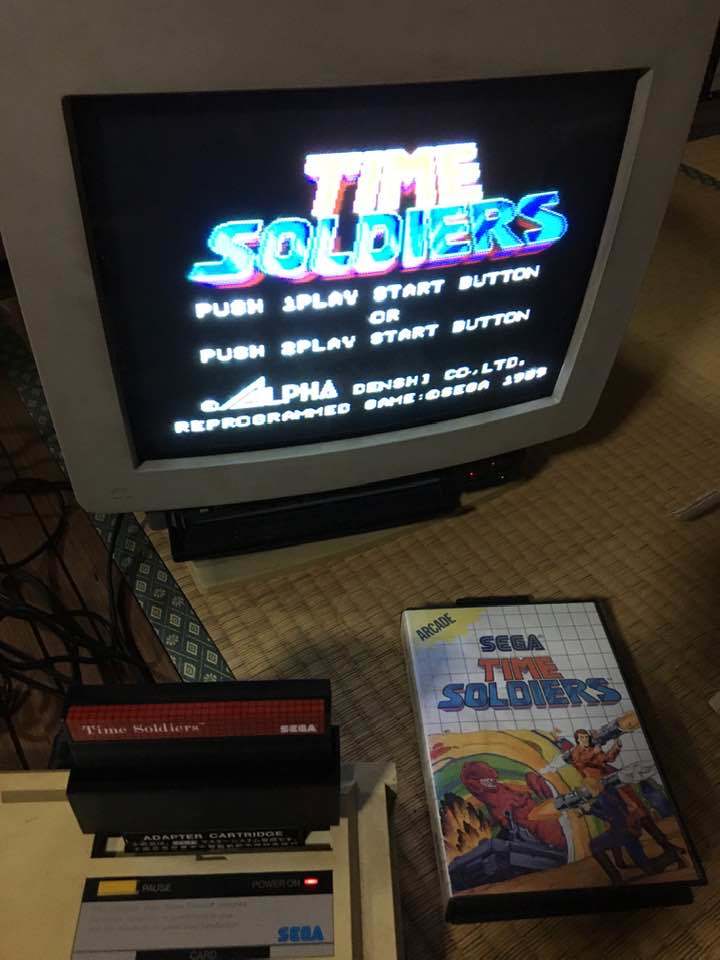 TIME
SOLDIERS
PUSH 1PLAY START BUTTON
OR
PUSH 2PLAY START BUTTON
© ALPHA DENSHI CO., LTD.
REPROGRAMMED GAME: ©SEGA 1989
ARCADE
SEGA
TIME
SOLDIERS
Time Soldiers™ SEGA
ADAPTER CARTRIDGE
PAUSE POWER ON
SEGA
CARD